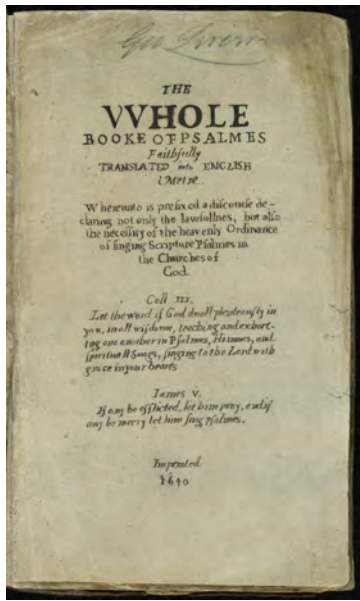 THE
VVHOLE
BOOKE OF PSALMES
Faithfully
TRANSLATED into ENGLISH
Metre.
Whereunto is prefixed a discourse de-
claring not only the lawfullnes, but also
the necessity of the heavenly Ordinance
of singing Scripture Psalmes in
the Churches of
God.
Coll. III.
Let the word of God dwell plenteously in
you, in all wisdome, teaching and exhort-
ing one another in Psalmes, Himnes, and
spirituall Songs, singing to the Lord with
grace in your hearts.
Iames v.
If any be afflicted, let him pray, and if
any be merry let him sing psalmes.
Imprinted
1640